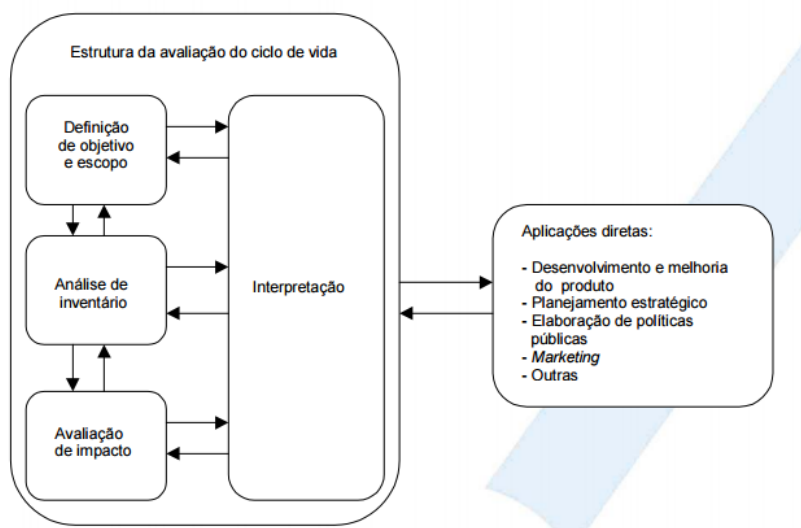 Estrutura da avaliação do ciclo de vida
Definição
de objetivo
e escopo
Análise de
inventário
Avaliação
de impacto
Interpretação
Aplicações diretas:
- Desenvolvimento e melhoria
do produto
- Planejamento estratégico
- Elaboração de políticas
públicas
- Marketing
- Outras